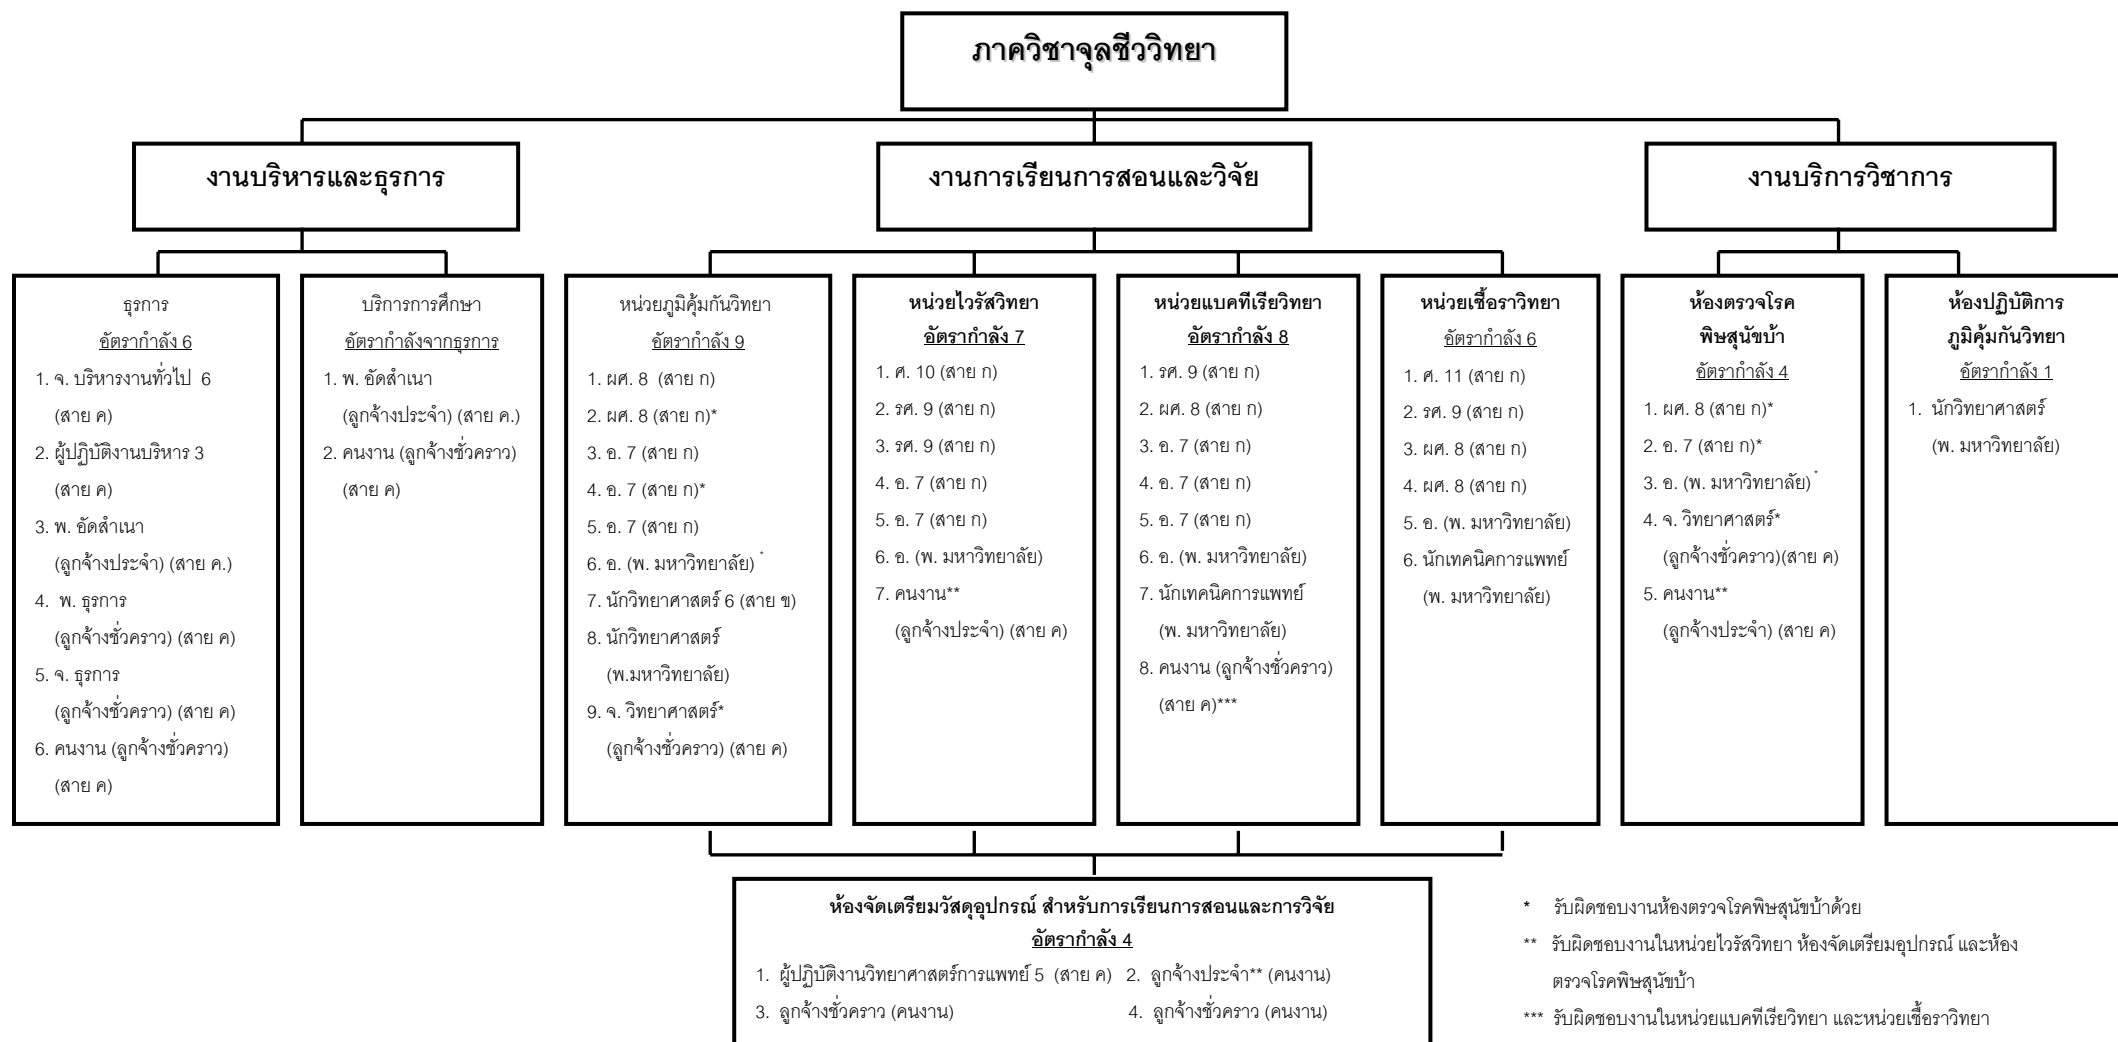 ภาควิชาจุลชีววิทยา
งานบริหารและธุรการ
งานการเรียนการสอนและวิจัย
งานบริการวิชาการ
ธุรการ
อัตรากำลัง 6
1. จ. บริหารงานทั่วไป 6
(สาย ค)
2. ผู้ปฏิบัติงานบริหาร 3
(สาย ค)
3. พ. อัดสำเนา
(ลูกจ้างประจำ) (สาย ค.)
4. พ. ธุรการ
(ลูกจ้างชั่วคราว) (สาย ค)
5. จ. ธุรการ
(ลูกจ้างชั่วคราว) (สาย ค)
6. คนงาน (ลูกจ้างชั่วคราว)
(สาย ค)
บริการการศึกษา
อัตรากำลังจากธุรการ
1. พ. อัดสำเนา
(ลูกจ้างประจำ) (สาย ค.)
2. คนงาน (ลูกจ้างชั่วคราว)
(สาย ค)
หน่วยภูมิคุ้มกันวิทยา
อัตรากำลัง 9
1. ผศ. 8 (สาย ก)
2. ผศ. 8 (สาย ก)*
3. อ. 7 (สาย ก)
4. อ. 7 (สาย ก)*
5. อ. 7 (สาย ก)
6. อ. (พ. มหาวิทยาลัย) *
7. นักวิทยาศาสตร์ 6 (สาย ข)
8. นักวิทยาศาสตร์
(พ.มหาวิทยาลัย)
9. จ. วิทยาศาสตร์*
(ลูกจ้างชั่วคราว) (สาย ค)
หน่วยไวรัสวิทยา
อัตรากำลัง 7
1. ศ. 10 (สาย ก)
2. รศ. 9 (สาย ก)
3. รศ. 9 (สาย ก)
4. อ. 7 (สาย ก)
5. อ. 7 (สาย ก)
6. อ. (พ. มหาวิทยาลัย)
7. คนงาน**
(ลูกจ้างประจำ) (สาย ค)
หน่วยแบคทีเรียวิทยา
อัตรากำลัง 8
1. รศ. 9 (สาย ก)
2. ผศ. 8 (สาย ก)
3. อ. 7 (สาย ก)
4. อ. 7 (สาย ก)
5. อ. 7 (สาย ก)
6. อ. (พ. มหาวิทยาลัย)
7. นักเทคนิคการแพทย์
(พ. มหาวิทยาลัย)
8. คนงาน (ลูกจ้างชั่วคราว)
(สาย ค)***
หน่วยเชื้อราวิทยา
อัตรากำลัง 6
1. ศ. 11 (สาย ก)
2. รศ. 9 (สาย ก)
3. ผศ. 8 (สาย ก)
4. ผศ. 8 (สาย ก)
5. อ. (พ. มหาวิทยาลัย)
6. นักเทคนิคการแพทย์
(พ. มหาวิทยาลัย)
ห้องตรวจโรค
พิษสุนัขบ้า
อัตรากำลัง 4
1. ผศ. 8 (สาย ก)*
2. อ. 7 (สาย ก)*
3. อ. (พ. มหาวิทยาลัย) *
4. จ. วิทยาศาสตร์*
(ลูกจ้างชั่วคราว)(สาย ค)
5. คนงาน**
(ลูกจ้างประจำ) (สาย ค)
ห้องปฏิบัติการ
ภูมิคุ้มกันวิทยา
อัตรากำลัง 1
1. นักวิทยาศาสตร์
(พ. มหาวิทยาลัย)
ห้องจัดเตรียมวัสดุอุปกรณ์ สำหรับการเรียนการสอนและการวิจัย
อัตรากำลัง 4
1. ผู้ปฏิบัติงานวิทยาศาสตร์การแพทย์ 5 (สาย ค) 2. ลูกจ้างประจำ** (คนงาน)
3. ลูกจ้างชั่วคราว (คนงาน) 4. ลูกจ้างชั่วคราว (คนงาน)
* รับผิดชอบงานห้องตรวจโรคพิษสุนัขบ้าด้วย
** รับผิดชอบงานในหน่วยไวรัสวิทยา ห้องจัดเตรียมอุปกรณ์ และห้อง
ตรวจโรคพิษสุนัขบ้า
*** รับผิดชอบงานในหน่วยแบคทีเรียวิทยา และหน่วยเชื้อราวิทยา